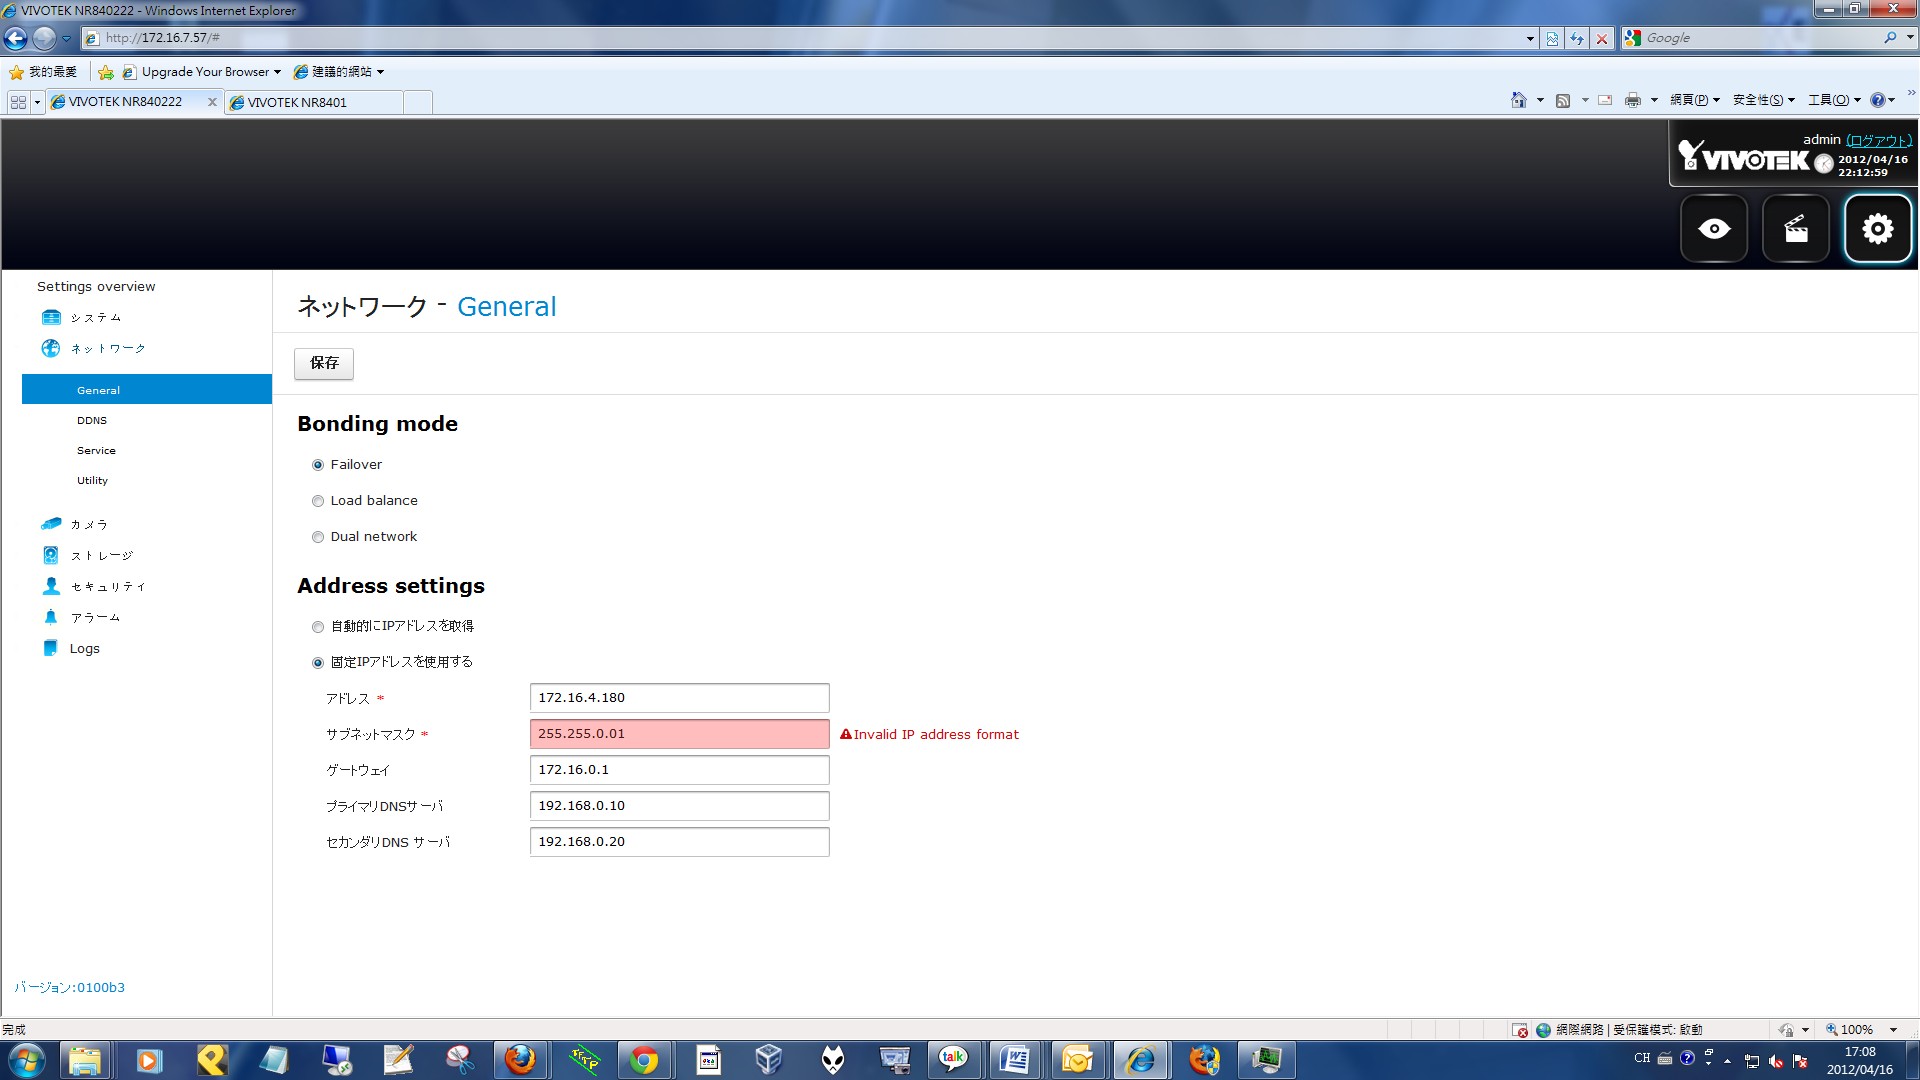 VIVOTEK NR840222 - Windows Internet Explorer
http://172.16.7.57/#
Google
我的最愛
Upgrade Your Browser
建議的網站
VIVOTEK NR840222
VIVOTEK NR8401
網頁(P)
安全性(S)
工具(O)
»
admin (ログアウト)
VIVOTEK
2012/04/16
22:12:59
Settings overview
システム
ネットワーク
General
DDNS
Service
Utility
カメラ
ストレージ
セキュリティ
アラーム
Logs
バージョン:0100b3
ネットワーク - General
保存
Bonding mode
Failover
Load balance
Dual network
Address settings
自動的にIPアドレスを取得
固定IPアドレスを使用する
アドレス * 172.16.4.180
サブネットマスク * 255.255.0.01 Invalid IP address format
ゲートウェイ 172.16.0.1
プライマリDNSサーバ 192.168.0.10
セカンダリDNS サーバ 192.168.0.20
完成
網際網路 | 受保護模式: 啟動
100%
talk
CH
17:08
2012/04/16